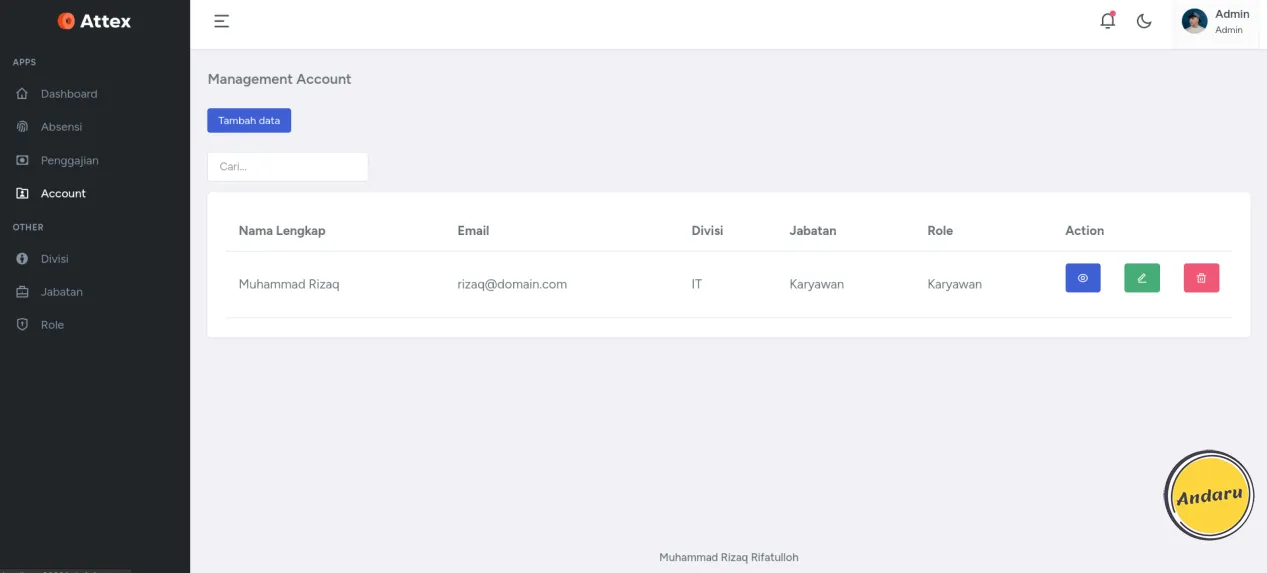 Attex
Admin
Admin
APPS
Dashboard
Absensi
Penggajian
Account
OTHER
Divisi
Jabatan
Role
Management Account
Tambah data
Cari...
Nama Lengkap Email Divisi Jabatan Role Action
Muhammad Rizaq rizaq@domain.com IT Karyawan Karyawan
Andaru
Muhammad Rizaq Rifatulloh